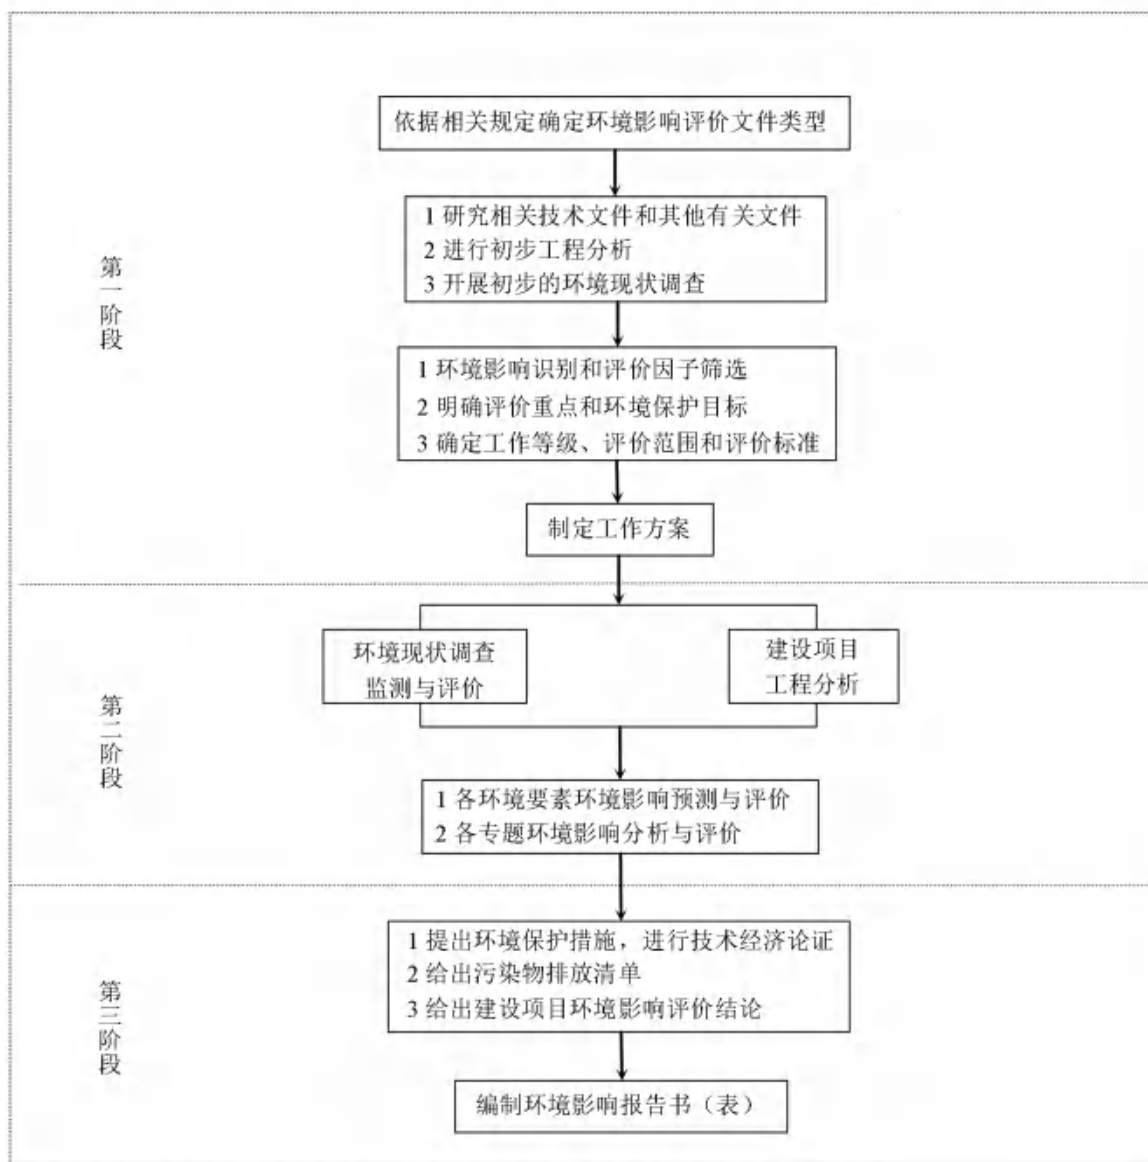 依据相关规定确定环境影响评价文件类型
1 研究相关技术文件和其他有关文件
2 进行初步工程分析
3 开展初步的环境现状调查
第一阶段
1 环境影响识别和评价因子筛选
2 明确评价重点和环境保护目标
3 确定工作等级、评价范围和评价标准
制定工作方案
环境现状调查
监测与评价
建设项目
工程分析
第二阶段
1 各环境要素环境影响预测与评价
2 各专题环境影响分析与评价
1 提出环境保护措施，进行技术经济论证
2 给出污染物排放清单
3 给出建设项目环境影响评价结论
第三阶段
编制环境影响报告书（表）